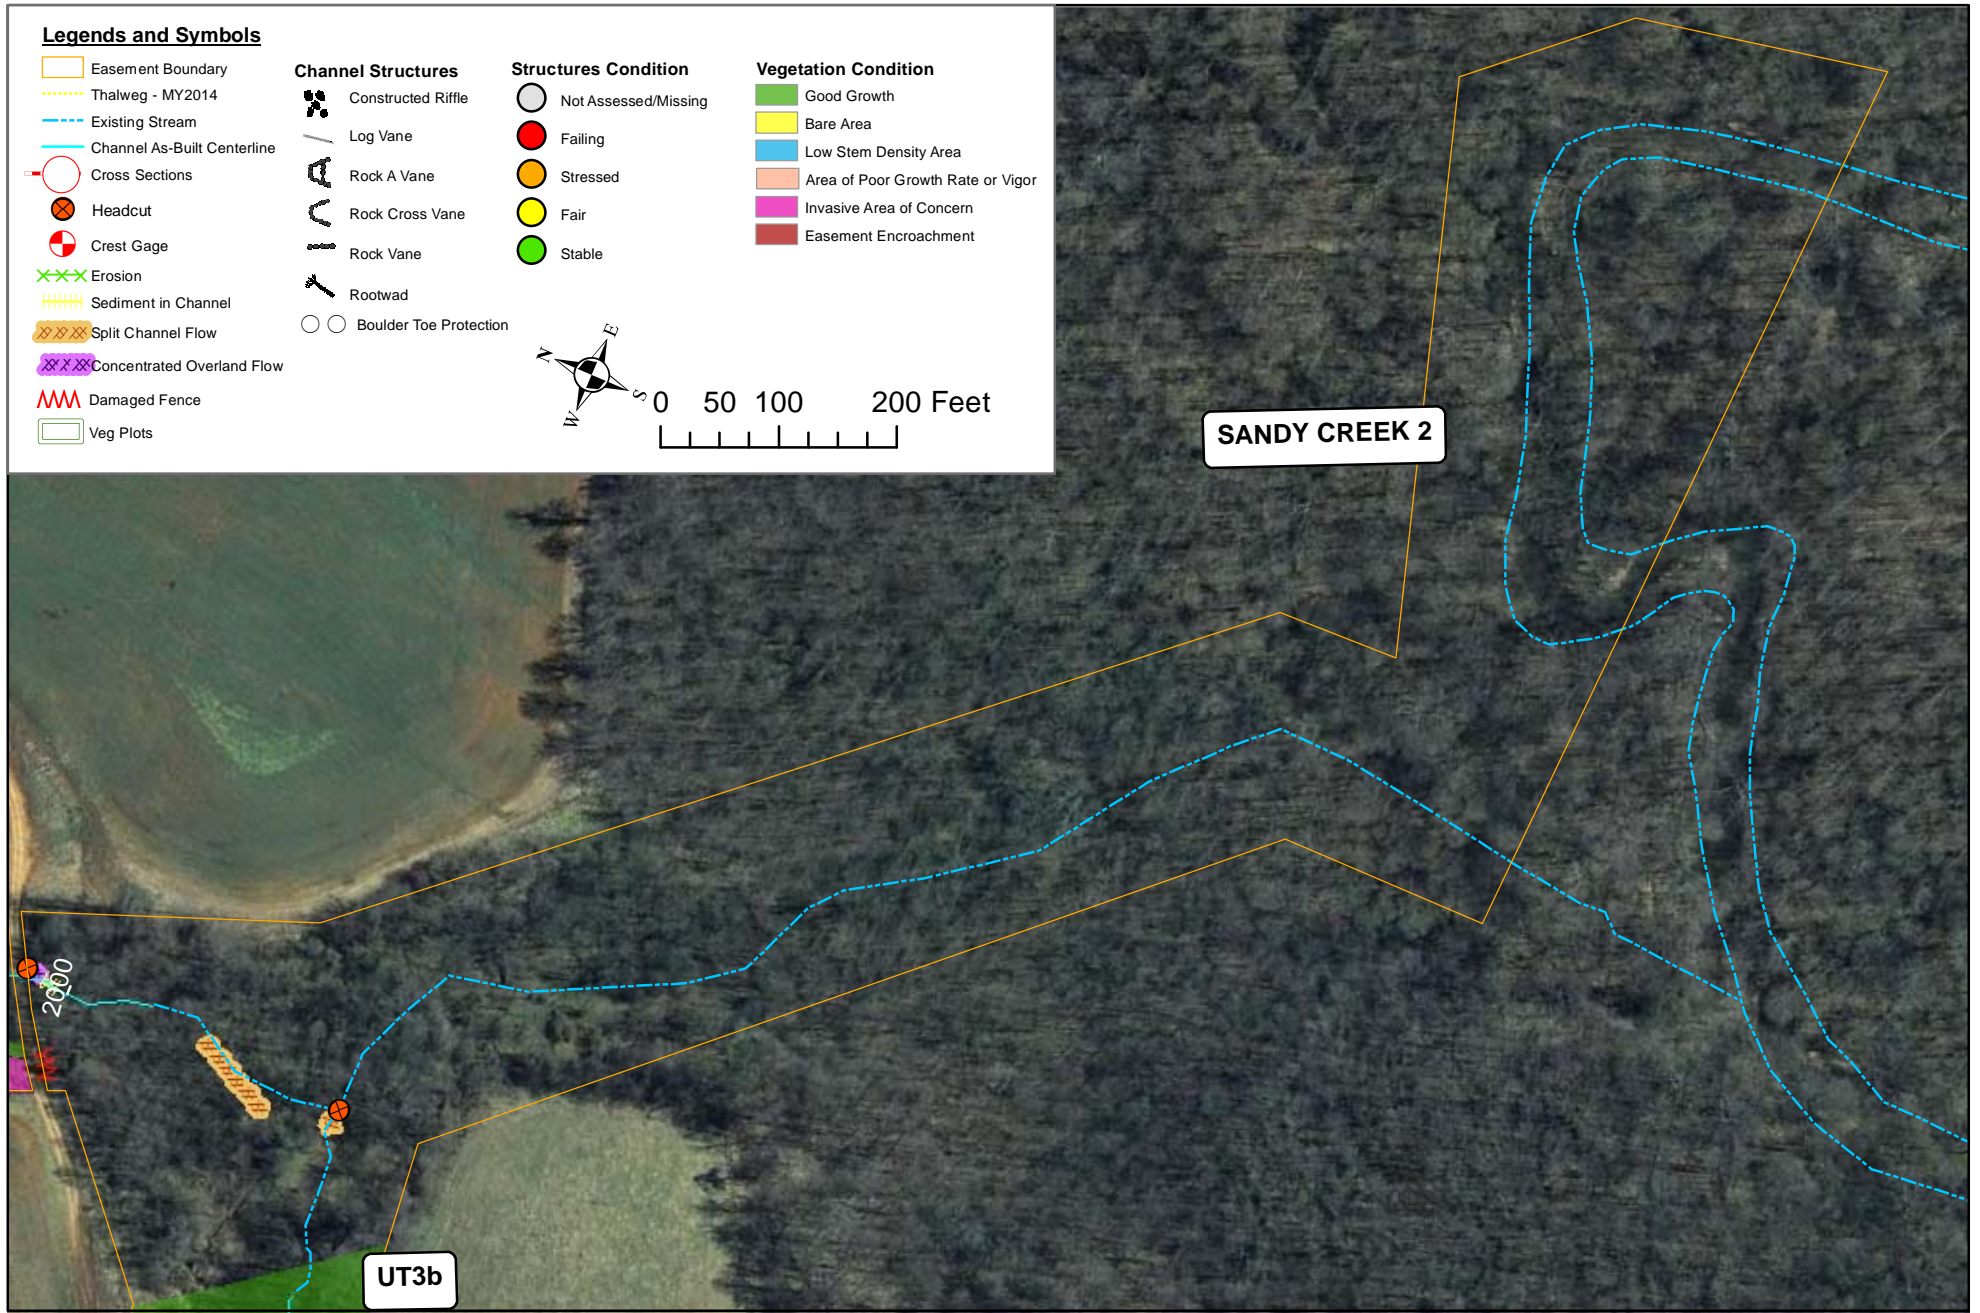 Legends and Symbols
Easement Boundary
Thalweg - MY2014
Existing Stream
Channel As-Built Centerline
Cross Sections
Headcut
Crest Gage
Erosion
Sediment in Channel
Split Channel Flow
Concentrated Overland Flow
Damaged Fence
Veg Plots
Channel Structures
Constructed Riffle
Log Vane
Rock A Vane
Rock Cross Vane
Rock Vane
Rootwad
Boulder Toe Protection
Structures Condition
Not Assessed/Missing
Failing
Stressed
Fair
Stable
Vegetation Condition
Good Growth
Bare Area
Low Stem Density Area
Area of Poor Growth Rate or Vigor
Invasive Area of Concern
Easement Encroachment
N
E
S
W
0 50 100 200 Feet
SANDY CREEK 2
2000
UT3b